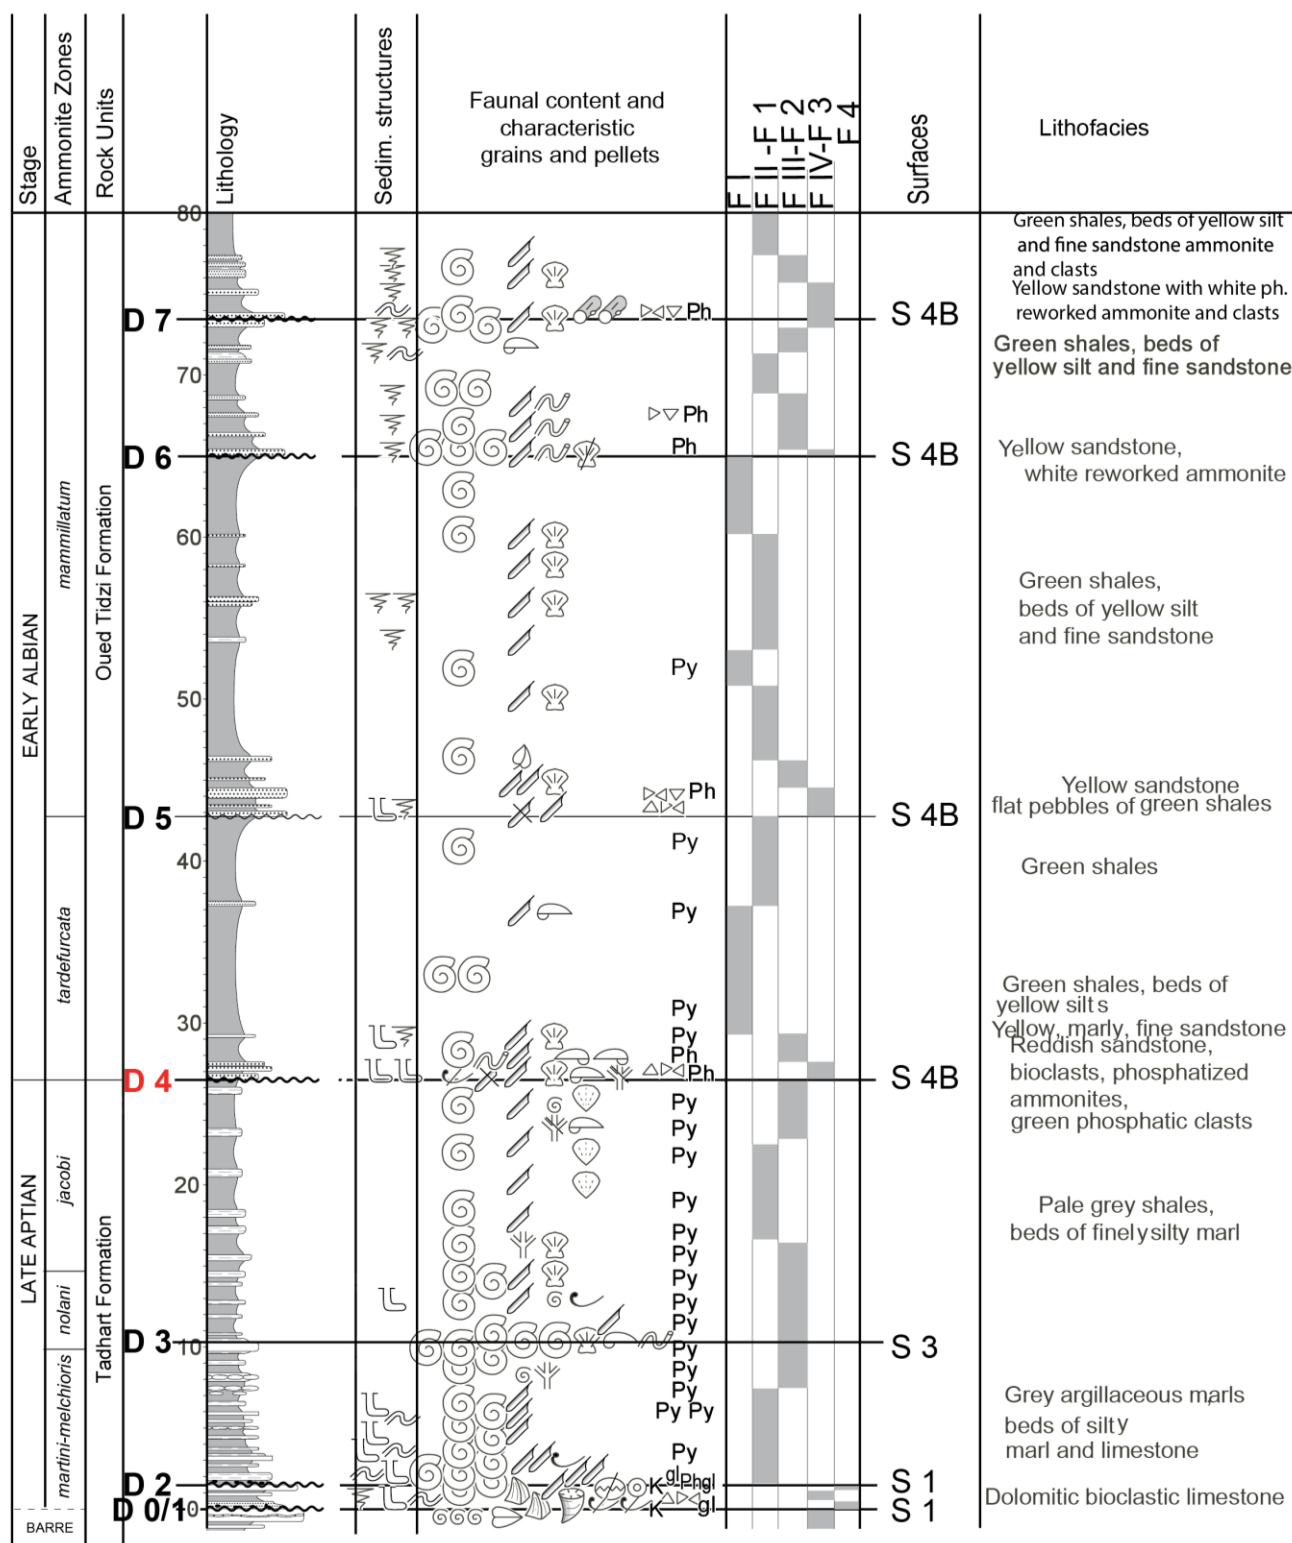 Stage
Ammonite Zones
Rock Units
Lithology
Sedim. structures
Faunal content and
characteristic
grains and pellets
F I
F II -F 1
F III-F 2
F IV-F 3
F 4
Surfaces
Lithofacies
80
Green shales, beds of yellow silt
and fine sandstone ammonite
and clasts
Yellow sandstone with white ph.
reworked ammonite and clasts
D 7
Ph
S 4B
Green shales, beds of
yellow silt and fine sandstone
70
Ph
Ph
D 6
S 4B
Yellow sandstone,
white reworked ammonite
60
mammillatum
Oued Tidzi Formation
EARLY ALBIAN
Green shales,
beds of yellow silt
and fine sandstone
Py
50
Ph
Yellow sandstone
flat pebbles of green shales
D 5
S 4B
Py
40
Green shales
Py
tardefurcata
Py
30
Py
Ph
Ph
Green shales, beds of
yellow silts
Yellow, marly, fine sandstone
Reddish sandstone,
bioclasts, phosphatized
ammonites,
green phosphatic clasts
D 4
S 4B
Py
Py
Py
20
Py
jacobi
LATE APTIAN
Pale grey shales,
beds of finely silty marl
Py
Py
Py
Py
Py
nolani
Tadhart Formation
D 3
10
S 3
Py
Py
Py
Py Py
Py
martini-melchioris
Grey argillaceous marls
beds of silty
marl and limestone
D 2
K
gl
Phgl
S 1
D 0/1
0
K
gl
S 1
Dolomitic bioclastic limestone
BARRE